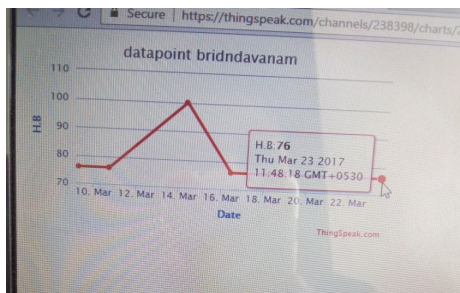 Secure | https://thingspeak.com/channels/238398/charts/
datapoint bridndavanam
110
100
90
80
70
H.B
H.B:76
Thu Mar 23 2017
11:48:18 GMT+0530
10. Mar 12. Mar 14. Mar 16. Mar 18. Mar 20. Mar 22. Mar
Date
ThingSpeak.com